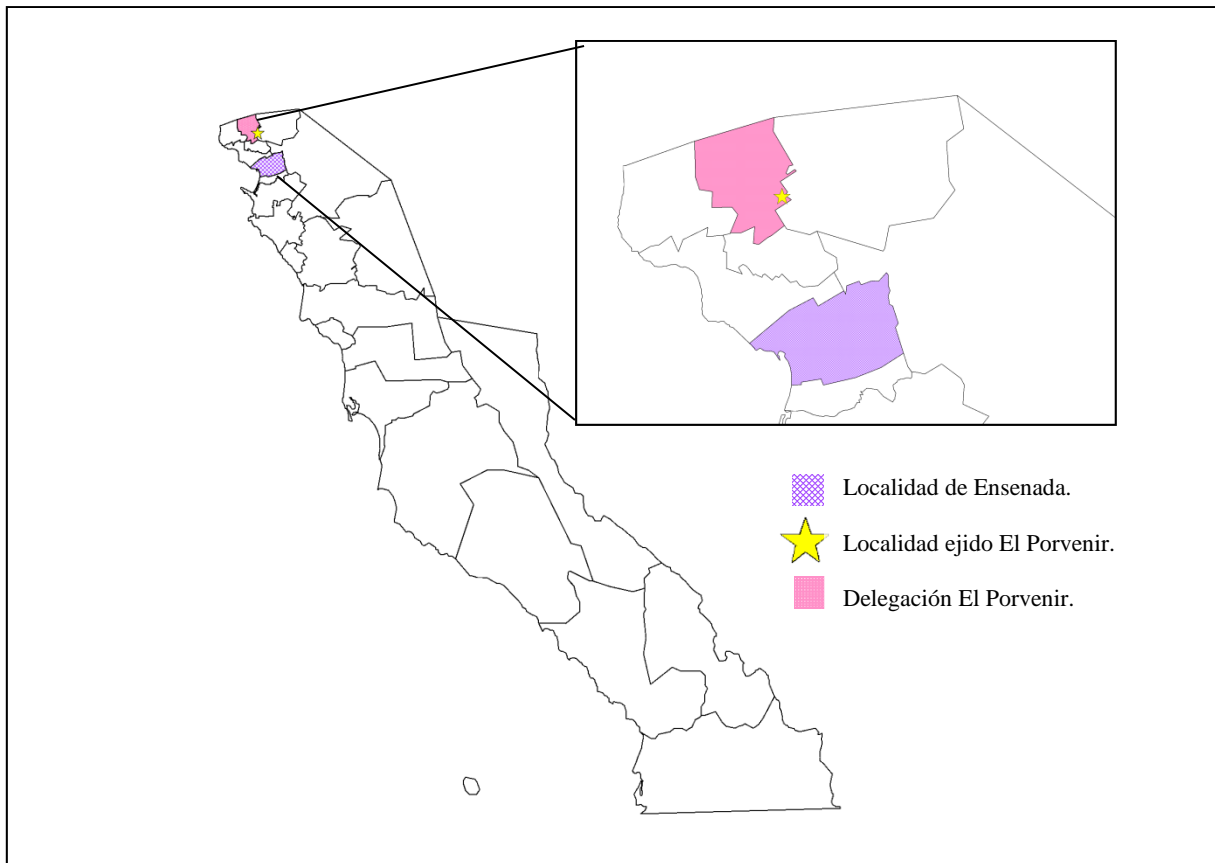 Localidad de Ensenada.
Localidad ejido El Porvenir.
Delegación El Porvenir.